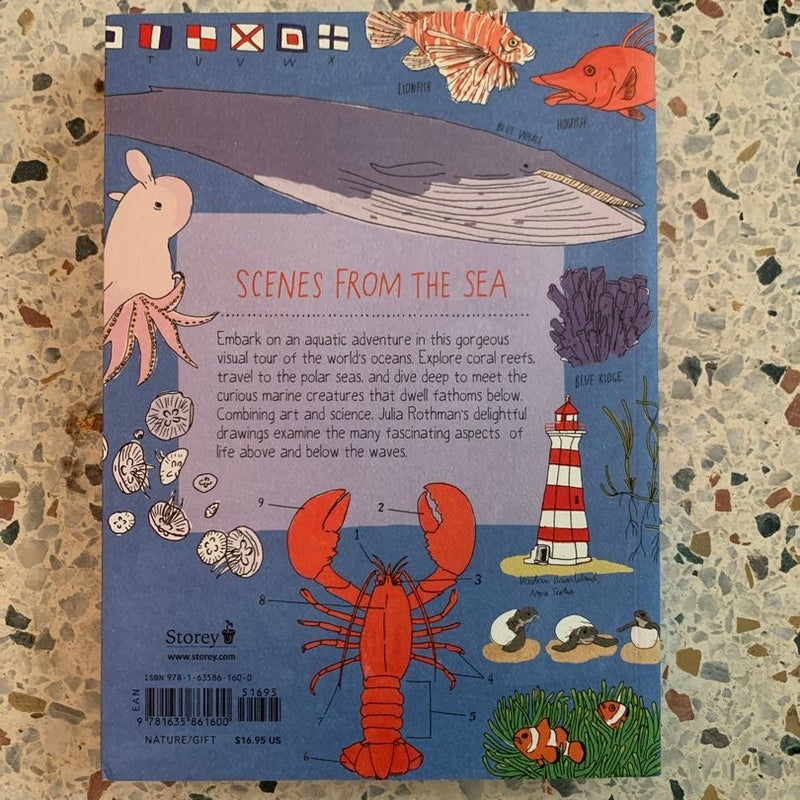 T U V W X
LIONFISH
HOGFISH
BLUE WHALE
SCENES FROM THE SEA
Embark on an aquatic adventure in this gorgeous
visual tour of the world's oceans. Explore coral reefs,
travel to the polar seas, and dive deep to meet the
curious marine creatures that dwell fathoms below.
Combining art and science, Julia Rothman's delightful
drawings examine the many fascinating aspects of
life above and below the waves.
BLUE RIDGE
9
2
1
3
8
4
7
5
6
Nova Scotia
Storey
www.storey.com
ISBN 978-1-63586-160-0
51695
EAN
9 781635 861600
NATURE/GIFT $16.95 US